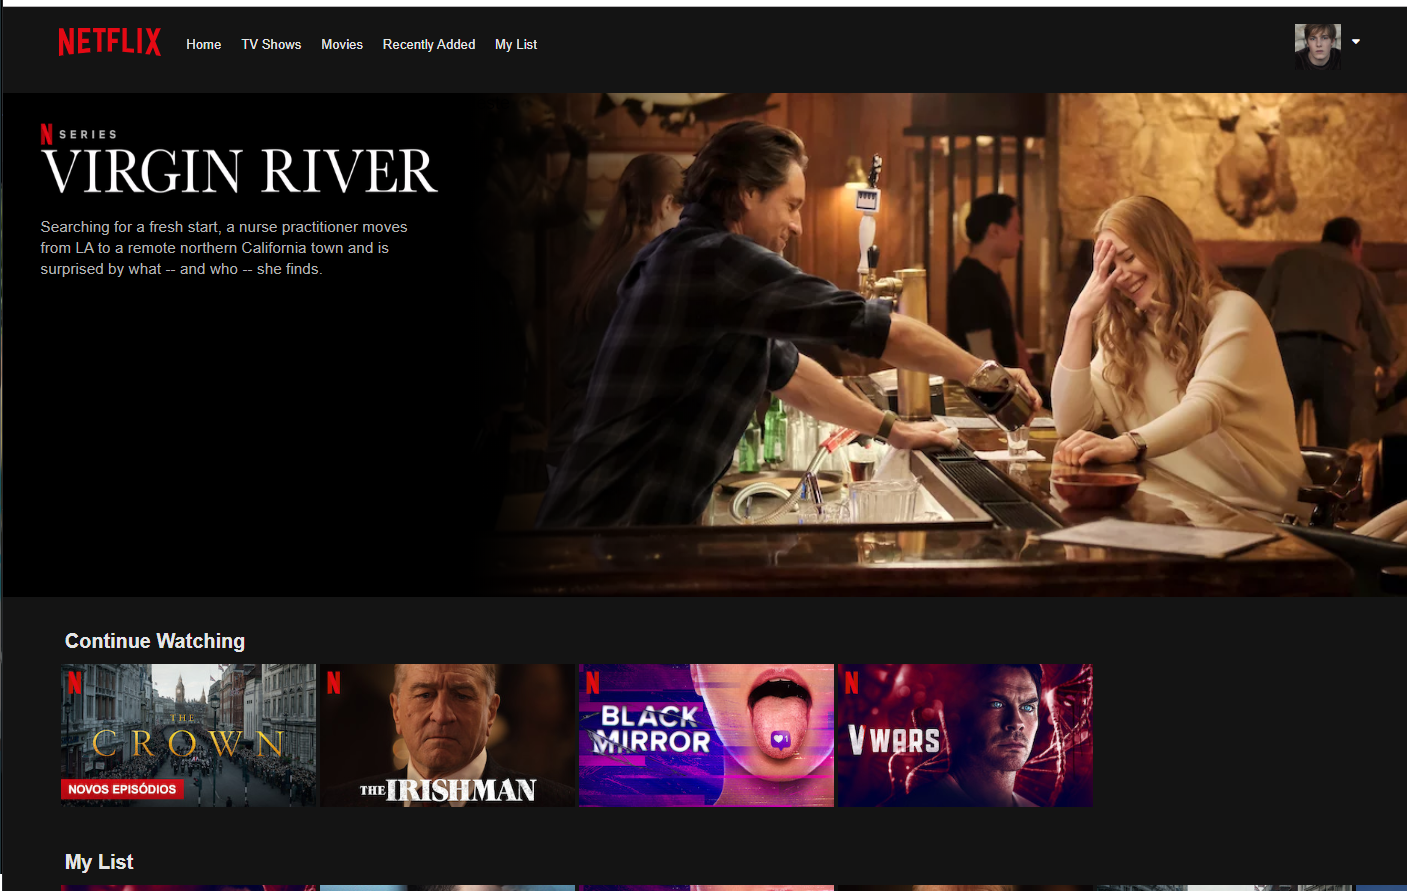 NETFLIX
Home
TV Shows
Movies
Recently Added
My List
N SERIES
VIRGIN RIVER
Searching for a fresh start, a nurse practitioner moves
from LA to a remote northern California town and is
surprised by what -- and who -- she finds.
Continue Watching
N
THE
CROWN
NOVOS EPISÓDIOS
N
THE IRISHMAN
N
BLACK
MIRROR
1
N
V WARS
My List